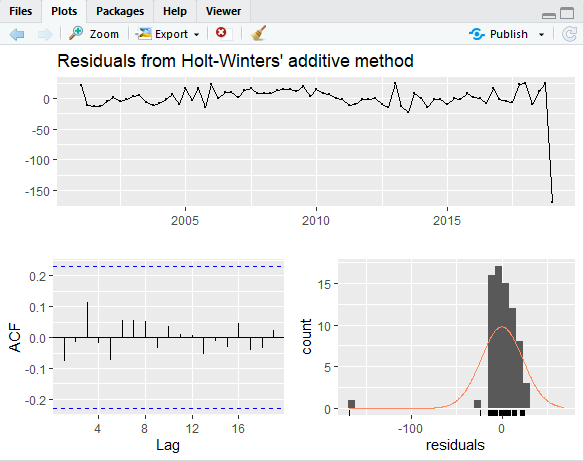 Files Plots Packages Help Viewer
Zoom Export Publish
Residuals from Holt-Winters' additive method
0
-50
-100
-150
2005 2010 2015
0.2
0.1
0.0
-0.1
-0.2
ACF
4 8 12 16
Lag
15
10
5
0
count
-100 0
residuals